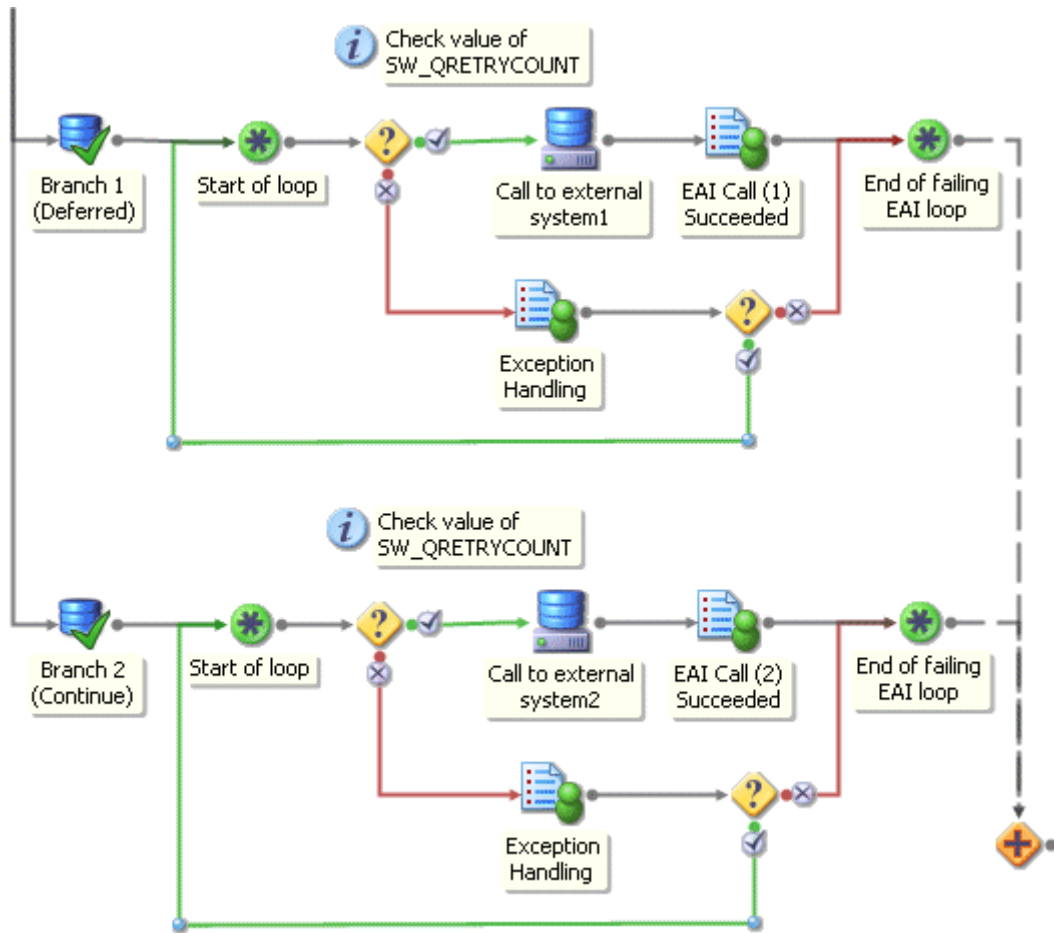 Check value of
SW_QRETRYCOUNT
Branch 1
(Deferred)
Start of loop
Call to external
system1
EAI Call (1)
Succeeded
End of failing
EAI loop
Exception
Handling
Check value of
SW_QRETRYCOUNT
Branch 2
(Continue)
Start of loop
Call to external
system2
EAI Call (2)
Succeeded
End of failing
EAI loop
Exception
Handling